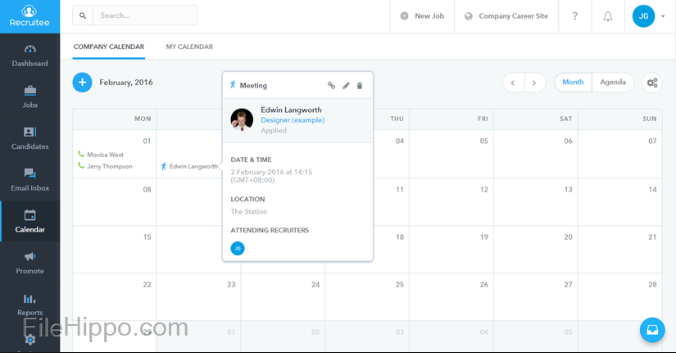 Recruitee
Search...
New Job
Company Career Site
?
JG
COMPANY CALENDAR
MY CALENDAR
Dashboard
Jobs
Candidates
Email Inbox
Calendar
Promote
Reports
+
February, 2016
Month
Agenda
MON
THU
FRI
SAT
SUN
01
04
05
06
07
Monica West
Jerry Thompson
Edwin Langworth
08
11
12
13
14
15
18
19
20
21
22
23
24
25
26
27
28
29
01
02
03
04
05
Meeting
Edwin Langworth
Designer (example)
Applied
DATE & TIME
2 February 2016 at 14:15
(GMT+08:00)
LOCATION
The Station
ATTENDING RECRUITERS
JG
FileHippo.com